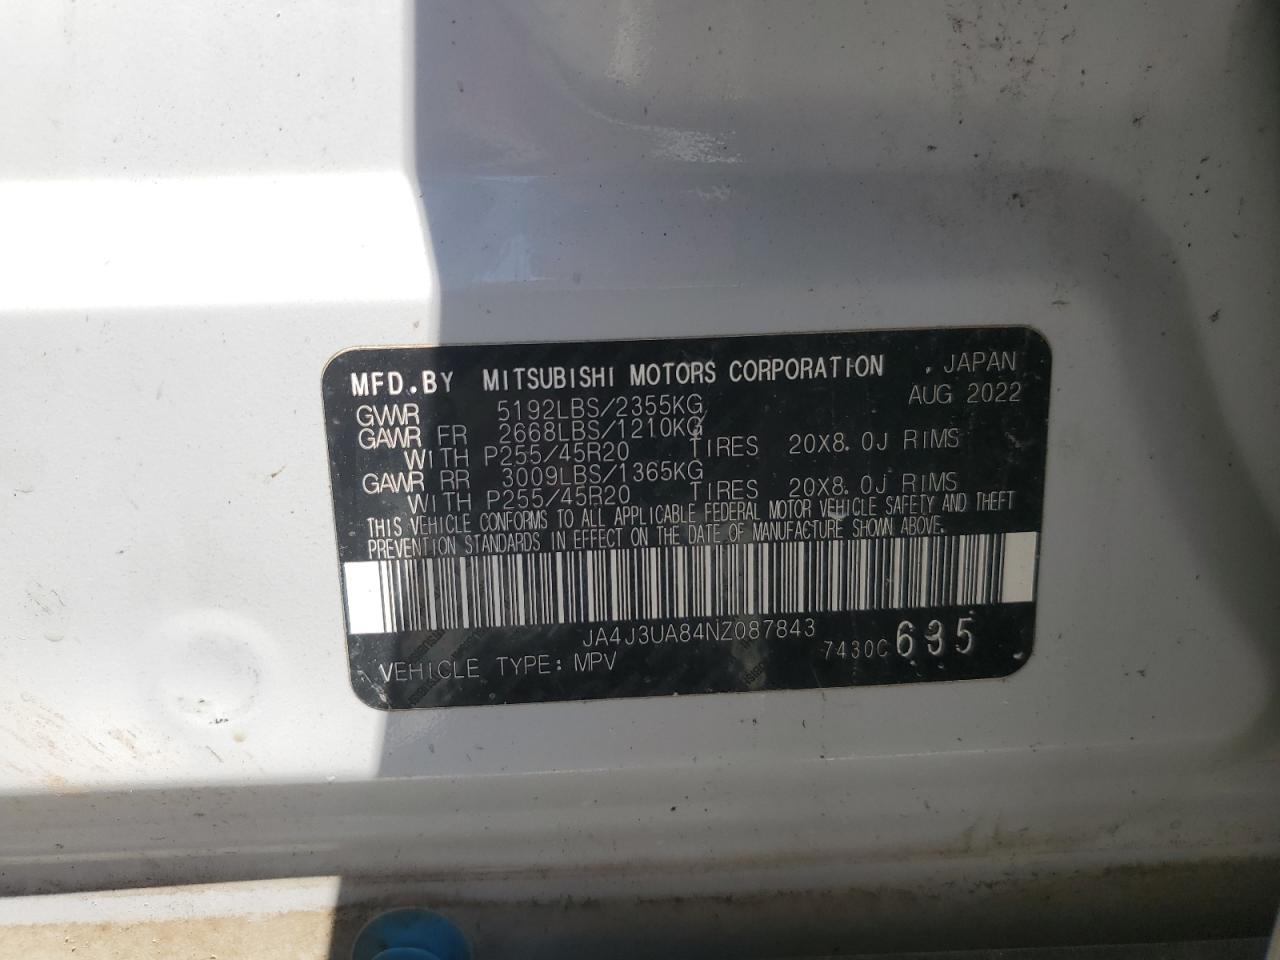 MFD.BY MITSUBISHI MOTORS CORPORATION , JAPAN
GVWR 5192LBS/2355KG AUG 2022
GAWR FR 2668LBS/1210KG
WITH P255/45R20 TIRES 20X8.0J RIMS
GAWR RR 3009LBS/1365KG
WITH P255/45R20 TIRES 20X8.0J RIMS
THIS VEHICLE CONFORMS TO ALL APPLICABLE FEDERAL MOTOR VEHICLE SAFETY AND THEFT
PREVENTION STANDARDS IN EFFECT ON THE DATE OF MANUFACTURE SHOWN ABOVE.
JA4J3UA84NZ087843
VEHICLE TYPE: MPV 7430C 635